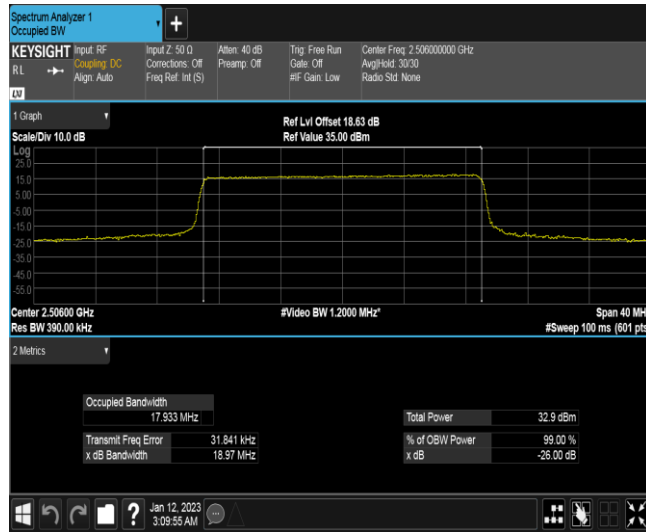 Spectrum Analyzer 1
Occupied BW
+
KEYSIGHT
RL
LXI
Input: RF
Coupling: DC
Align: Auto
Input Z: 50 Ω
Corrections: Off
Freq Ref: Int (S)
Atten: 40 dB
Preamp: Off
Trig: Free Run
Gate: Off
#IF Gain: Low
Center Freq: 2.506000000 GHz
Avg|Hold: 30/30
Radio Std: None
1 Graph
Scale/Div 10.0 dB
Ref Lvl Offset 18.63 dB
Ref Value 35.00 dBm
Log
25.0
15.0
5.00
-5.00
-15.0
-25.0
-35.0
-45.0
-55.0
Center 2.50600 GHz
#Video BW 1.2000 MHz*
Span 40 MH
Res BW 390.00 kHz
#Sweep 100 ms (601 pts
2 Metrics
Occupied Bandwidth
17.933 MHz
Total Power 32.9 dBm
Transmit Freq Error 31.841 kHz
% of OBW Power 99.00 %
x dB Bandwidth 18.97 MHz
x dB -26.00 dB
?
Jan 12, 2023
3:09:55 AM